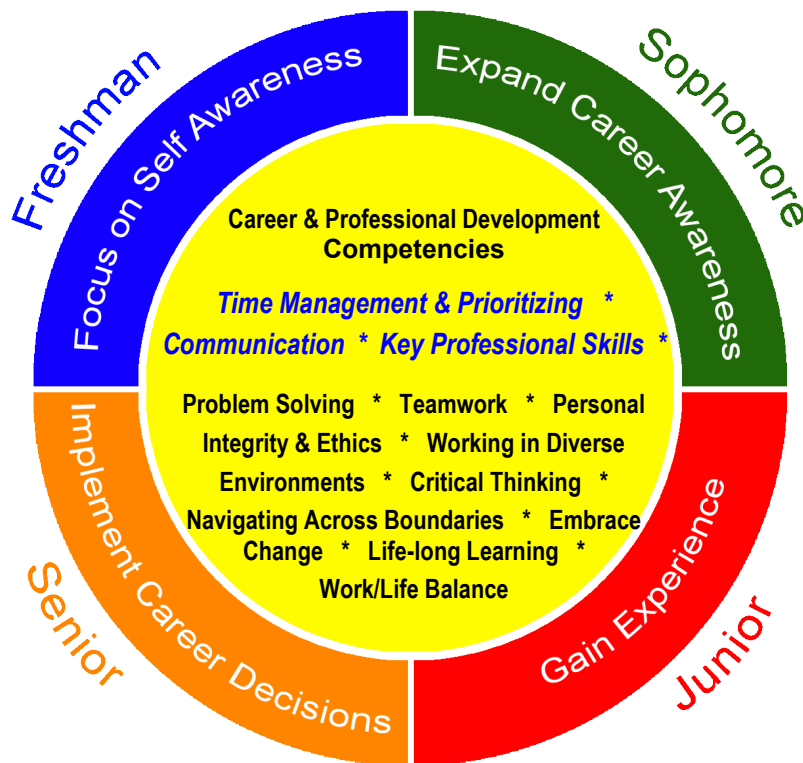 Freshman
Focus on Self Awareness
Sophomore
Expand Career Awareness
Career & Professional Development
Competencies
Time Management & Prioritizing *
Communication * Key Professional Skills *
Problem Solving * Teamwork * Personal
Integrity & Ethics * Working in Diverse
Environments * Critical Thinking *
Navigating Across Boundaries * Embrace
Change * Life-long Learning *
Work/Life Balance
Senior
Implement Career Decisions
Junior
Gain Experience